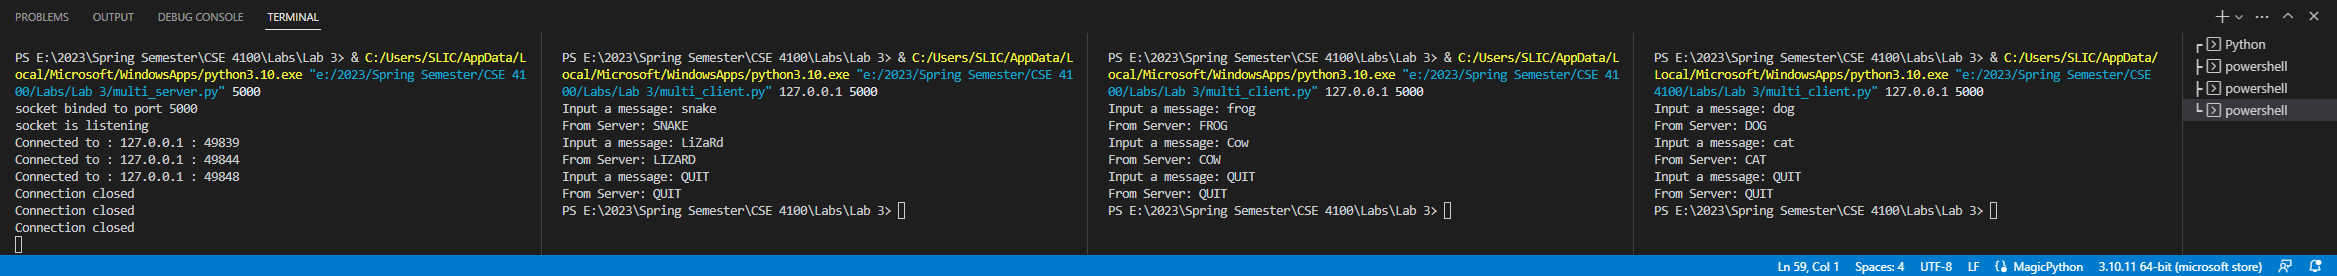 PROBLEMS OUTPUT DEBUG CONSOLE TERMINAL
PS E:\2023\Spring Semester\CSE 4100\Labs\Lab 3> & C:/Users/SLIC/AppData/L
ocal/Microsoft/WindowsApps/python3.10.exe "e:/2023/Spring Semester/CSE 41
00/Labs/Lab 3/multi_server.py" 5000
socket binded to port 5000
socket is listening
Connected to : 127.0.0.1 : 49839
Connected to : 127.0.0.1 : 49844
Connected to : 127.0.0.1 : 49848
Connection closed
Connection closed
Connection closed
PS E:\2023\Spring Semester\CSE 4100\Labs\Lab 3> & C:/Users/SLIC/AppData/L
ocal/Microsoft/WindowsApps/python3.10.exe "e:/2023/Spring Semester/CSE 41
00/Labs/Lab 3/multi_client.py" 127.0.0.1 5000
Input a message: snake
From Server: SNAKE
Input a message: LiZaRd
From Server: LIZARD
Input a message: QUIT
From Server: QUIT
PS E:\2023\Spring Semester\CSE 4100\Labs\Lab 3>
PS E:\2023\Spring Semester\CSE 4100\Labs\Lab 3> & C:/Users/SLIC/AppData/L
ocal/Microsoft/WindowsApps/python3.10.exe "e:/2023/Spring Semester/CSE 41
00/Labs/Lab 3/multi_client.py" 127.0.0.1 5000
Input a message: frog
From Server: FROG
Input a message: Cow
From Server: COW
Input a message: QUIT
From Server: QUIT
PS E:\2023\Spring Semester\CSE 4100\Labs\Lab 3>
PS E:\2023\Spring Semester\CSE 4100\Labs\Lab 3> & C:/Users/SLIC/AppData/
Local/Microsoft/WindowsApps/python3.10.exe "e:/2023/Spring Semester/CSE
4100/Labs/Lab 3/multi_client.py" 127.0.0.1 5000
Input a message: dog
From Server: DOG
Input a message: cat
From Server: CAT
Input a message: QUIT
From Server: QUIT
PS E:\2023\Spring Semester\CSE 4100\Labs\Lab 3>
Python
powershell
powershell
powershell
Ln 59, Col 1 Spaces: 4 UTF-8 LF MagicPython 3.10.11 64-bit (microsoft store)